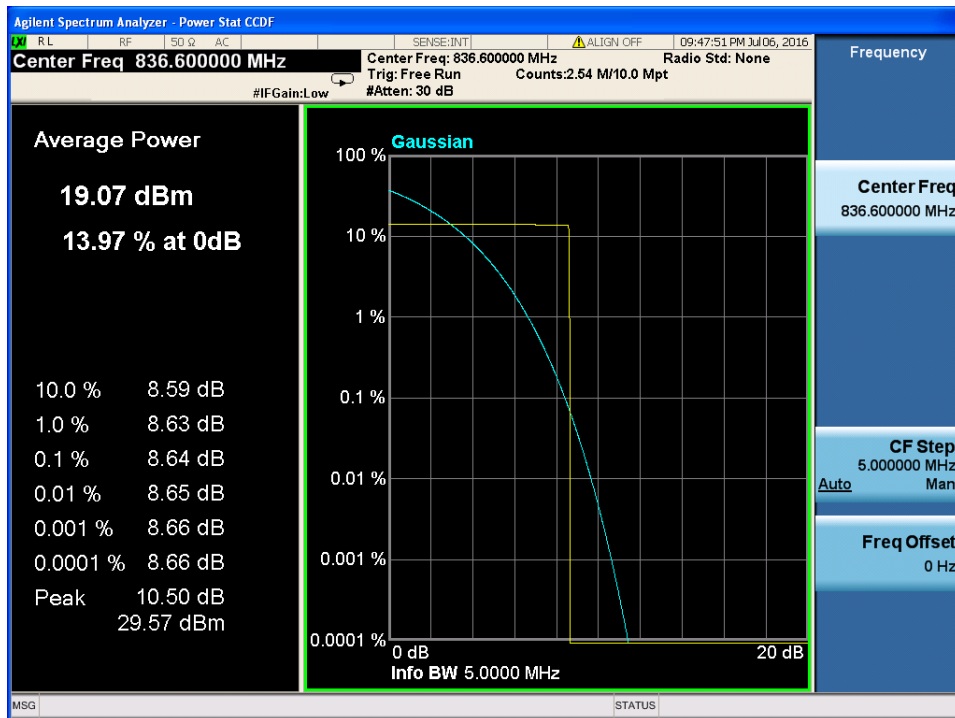 Agilent Spectrum Analyzer - Power Stat CCDF
LXI RL RF 50 Ω AC SENSE:INT ALIGN OFF 09:47:51 PM Jul 06, 2016
Center Freq 836.600000 MHz
#IFGain:Low
Center Freq: 836.600000 MHz Radio Std: None
Trig: Free Run Counts:2.54 M/10.0 Mpt
#Atten: 30 dB
Average Power
19.07 dBm
13.97 % at 0dB
10.0 % 8.59 dB
1.0 % 8.63 dB
0.1 % 8.64 dB
0.01 % 8.65 dB
0.001 % 8.66 dB
0.0001 % 8.66 dB
Peak 10.50 dB
29.57 dBm
Gaussian
100 %
10 %
1 %
0.1 %
0.01 %
0.001 %
0.0001 %
0 dB 20 dB
Info BW 5.0000 MHz
Frequency
Center Freq
836.600000 MHz
CF Step
5.000000 MHz
Auto Man
Freq Offset
0 Hz
MSG STATUS